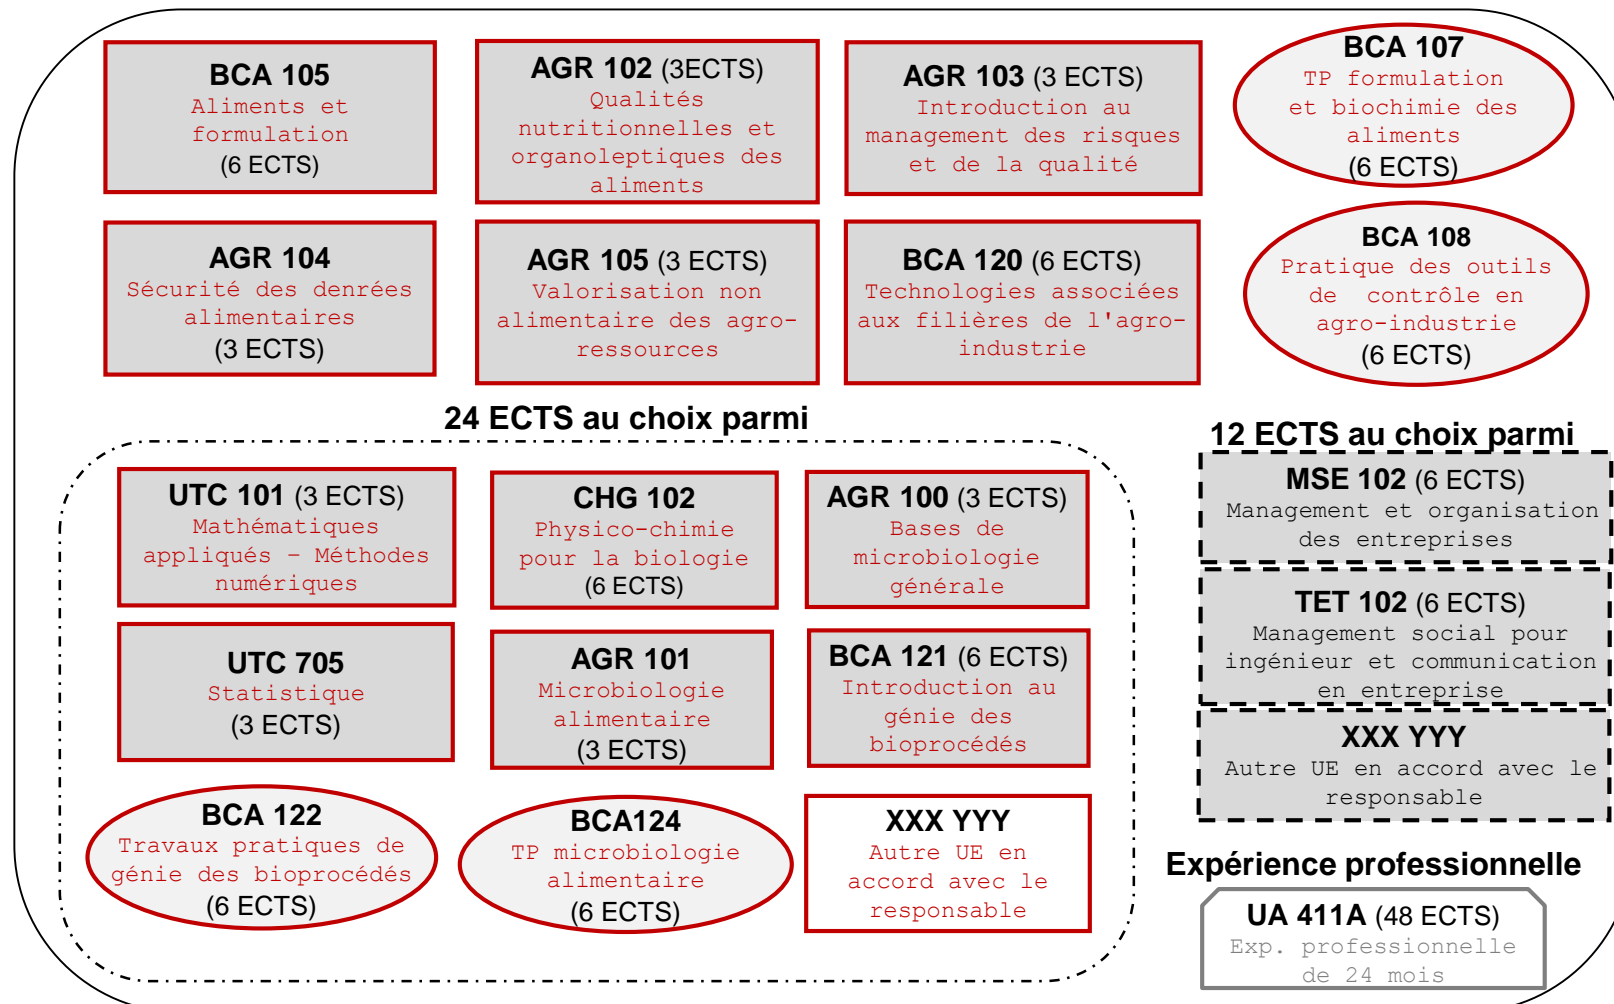 BCA 105
Aliments et
formulation
(6 ECTS)
AGR 102 (3ECTS)
Qualités
nutritionnelles et
organoleptiques des
aliments
AGR 103 (3 ECTS)
Introduction au
management des risques
et de la qualité
BCA 107
TP formulation
et biochimie des
aliments
(6 ECTS)
AGR 104
Sécurité des denrées
alimentaires
(3 ECTS)
AGR 105 (3 ECTS)
Valorisation non
alimentaire des agro-
ressources
BCA 120 (6 ECTS)
Technologies associées
aux filières de l'agro-
industrie
BCA 108
Pratique des outils
de  contrôle en
agro-industrie
(6 ECTS)
24 ECTS au choix parmi
UTC 101 (3 ECTS)
Mathématiques
appliqués – Méthodes
numériques
CHG 102
Physico-chimie
pour la biologie
(6 ECTS)
AGR 100 (3 ECTS)
Bases de
microbiologie
générale
UTC 705
Statistique
(3 ECTS)
AGR 101
Microbiologie
alimentaire
(3 ECTS)
BCA 121 (6 ECTS)
Introduction au
génie des
bioprocédés
BCA 122
Travaux pratiques de
génie des bioprocédés
(6 ECTS)
BCA124
TP microbiologie
alimentaire
(6 ECTS)
XXX YYY
Autre UE en
accord avec le
responsable
12 ECTS au choix parmi
MSE 102 (6 ECTS)
Management et organisation
des entreprises
TET 102 (6 ECTS)
Management social pour
ingénieur et communication
en entreprise
XXX YYY
Autre UE en accord avec le
responsable
Expérience professionnelle
UA 411A (48 ECTS)
Exp. professionnelle
de 24 mois